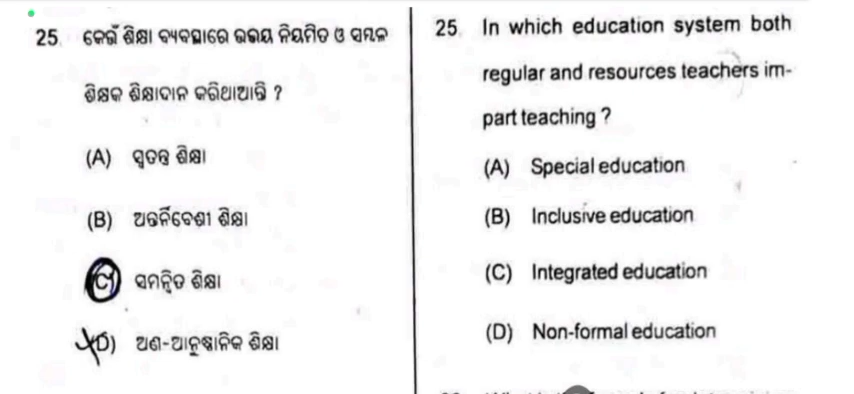 25. କେଉଁ ଶିକ୍ଷା ବ୍ୟବସ୍ଥାରେ ଉଭୟ ନିୟମିତ ଓ ସମ୍ବଳ
ଶିକ୍ଷକ ଶିକ୍ଷାଦାନ କରିଥାଆନ୍ତି ?
(A) ସ୍ୱତନ୍ତ୍ର ଶିକ୍ଷା
(B) ଅନ୍ତର୍ନିବେଶୀ ଶିକ୍ଷା
(C) ସମନ୍ୱିତ ଶିକ୍ଷା
(D) ଅଣ-ଆନୁଷ୍ଠାନିକ ଶିକ୍ଷା
25. In which education system both
regular and resources teachers im-
part teaching ?
(A) Special education
(B) Inclusive education
(C) Integrated education
(D) Non-formal education